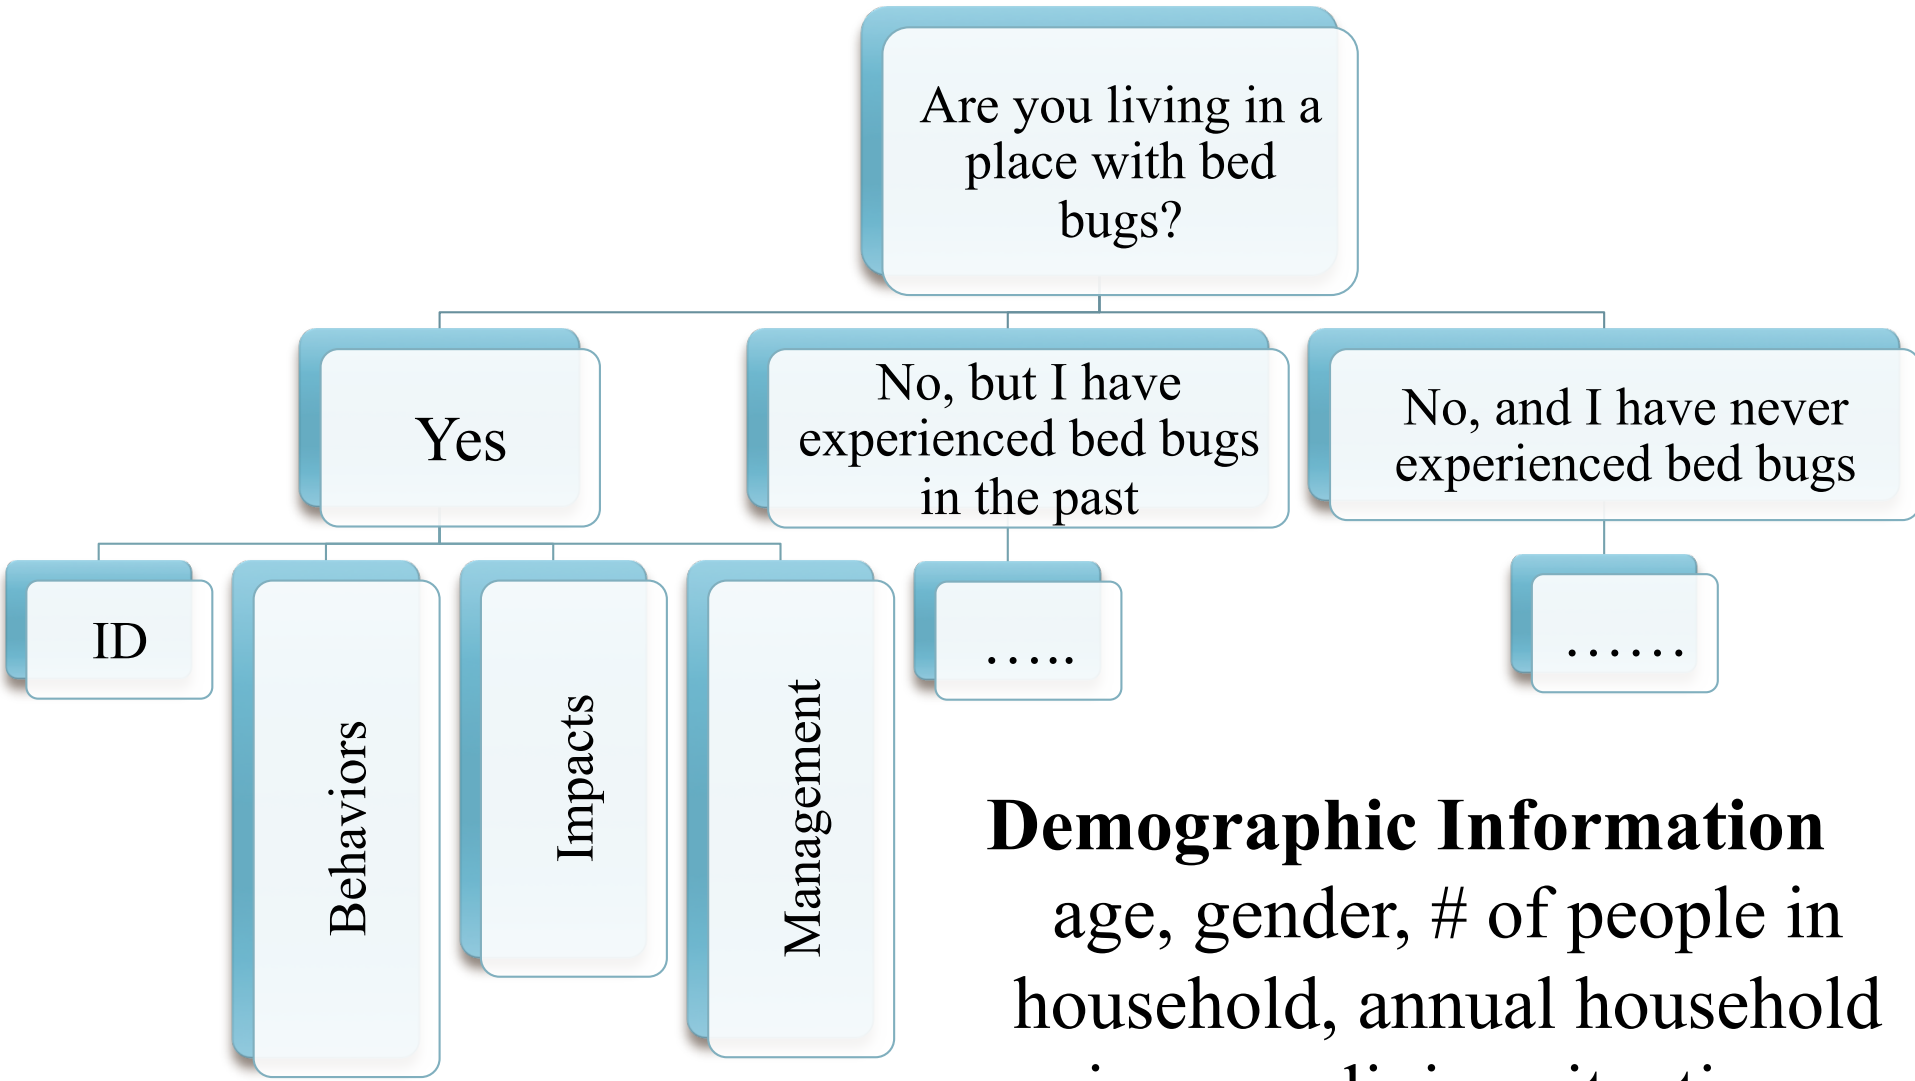 Are you living in a
place with bed
bugs?
Yes
No, but I have
experienced bed bugs
in the past
No, and I have never
experienced bed bugs
ID
Behaviors
Impacts
Management
…..
……
Demographic Information
age, gender, # of people in
household, annual household